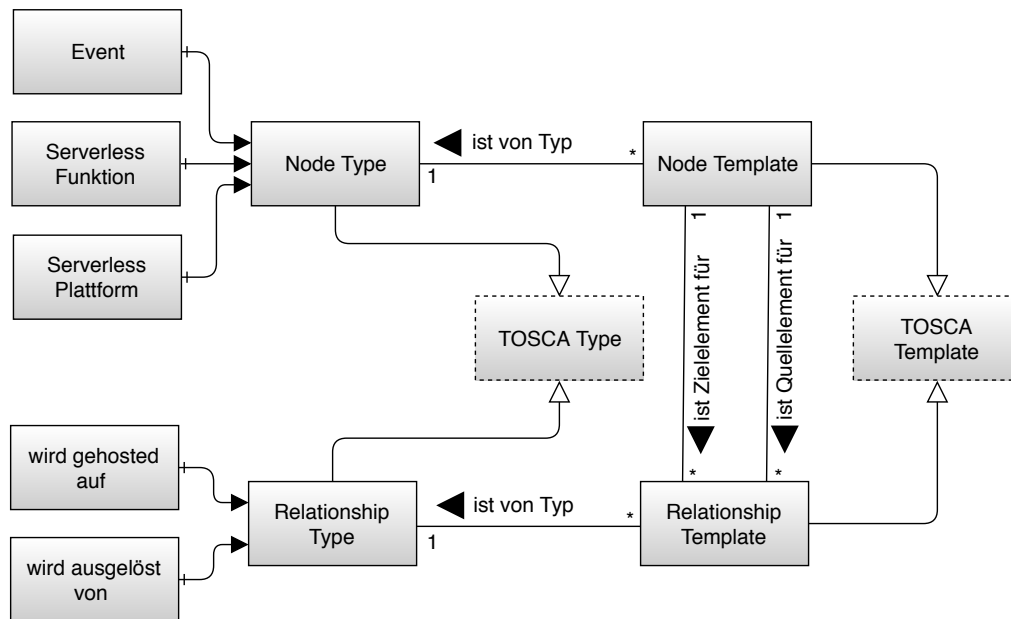 Event
Serverless
Funktion
Serverless
Plattform
Node Type
ist von Typ
1
*
Node Template
1
1
ist Zielelement für
ist Quellelement für
*
*
TOSCA Type
TOSCA
Template
wird gehosted
auf
wird ausgelöst
von
Relationship
Type
ist von Typ
1
*
Relationship
Template